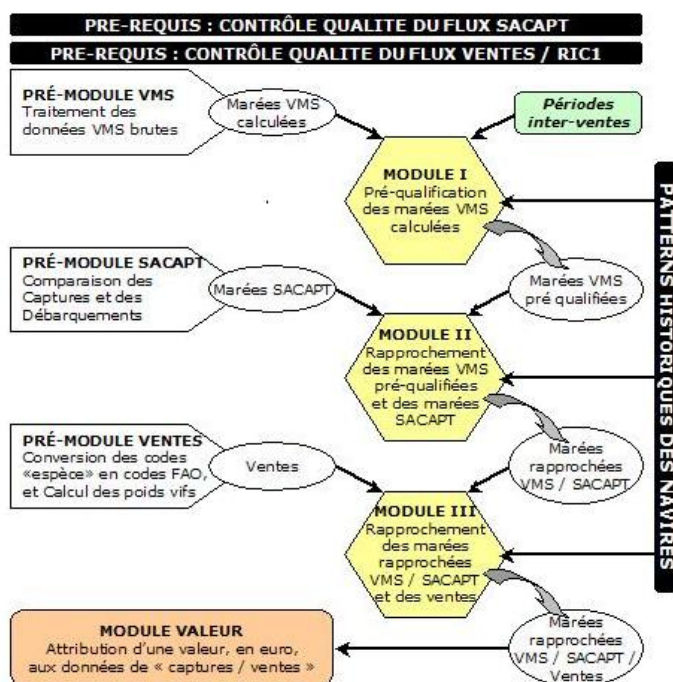 PRE-REQUIS : CONTRÔLE QUALITE DU FLUX SACAPT
PRE-REQUIS : CONTRÔLE QUALITE DU FLUX VENTES / RIC1
PRÉ-MODULE VMS
Traitement des
données VMS brutes
Marées VMS
calculées
Périodes
inter-ventes
MODULE I
Pré-qualification
des marées VMS
calculées
PATTERNS HISTORIQUES DES NAVIRES
PRÉ-MODULE SACAPT
Comparaison des
Captures et des
Débarquements
Marées SACAPT
Marées VMS
pré qualifiées
MODULE II
Rapprochement
des marées VMS
pré-qualifiées
et des marées
SACAPT
PRÉ-MODULE VENTES
Conversion des codes
«espèce» en codes FAO,
et Calcul des poids vifs
Ventes
Marées
rapprochées
VMS / SACAPT
MODULE III
Rapprochement
des marées
rapprochées
VMS / SACAPT
et des ventes
MODULE VALEUR
Attribution d'une valeur, en euro,
aux données de « captures / ventes »
Marées
rapprochées
VMS / SACAPT /
Ventes